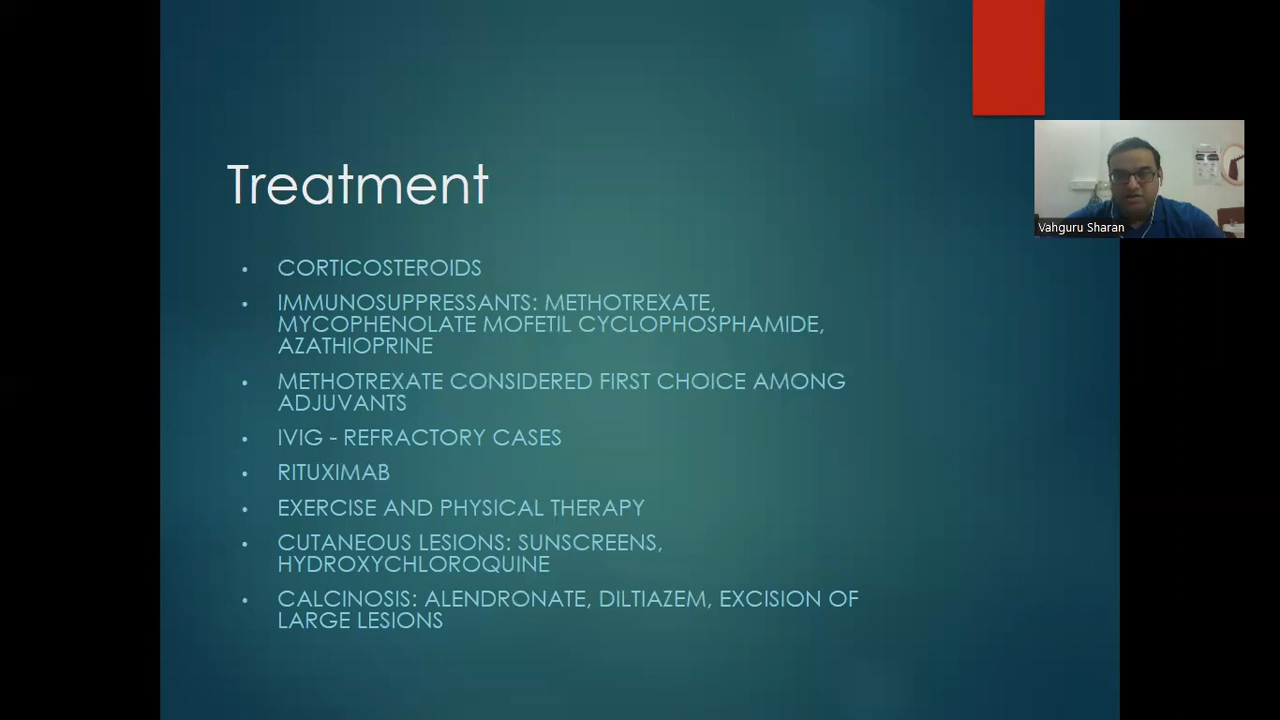 Treatment
• CORTICOSTEROIDS
• IMMUNOSUPPRESSANTS: METHOTREXATE,
MYCOPHENOLATE MOFETIL CYCLOPHOSPHAMIDE,
AZATHIOPRINE
• METHOTREXATE CONSIDERED FIRST CHOICE AMONG
ADJUVANTS
• IVIG - REFRACTORY CASES
• RITUXIMAB
• EXERCISE AND PHYSICAL THERAPY
• CUTANEOUS LESIONS: SUNSCREENS,
HYDROXYCHLOROQUINE
• CALCINOSIS: ALENDRONATE, DILTIAZEM, EXCISION OF
LARGE LESIONS
Vahguru Sharan